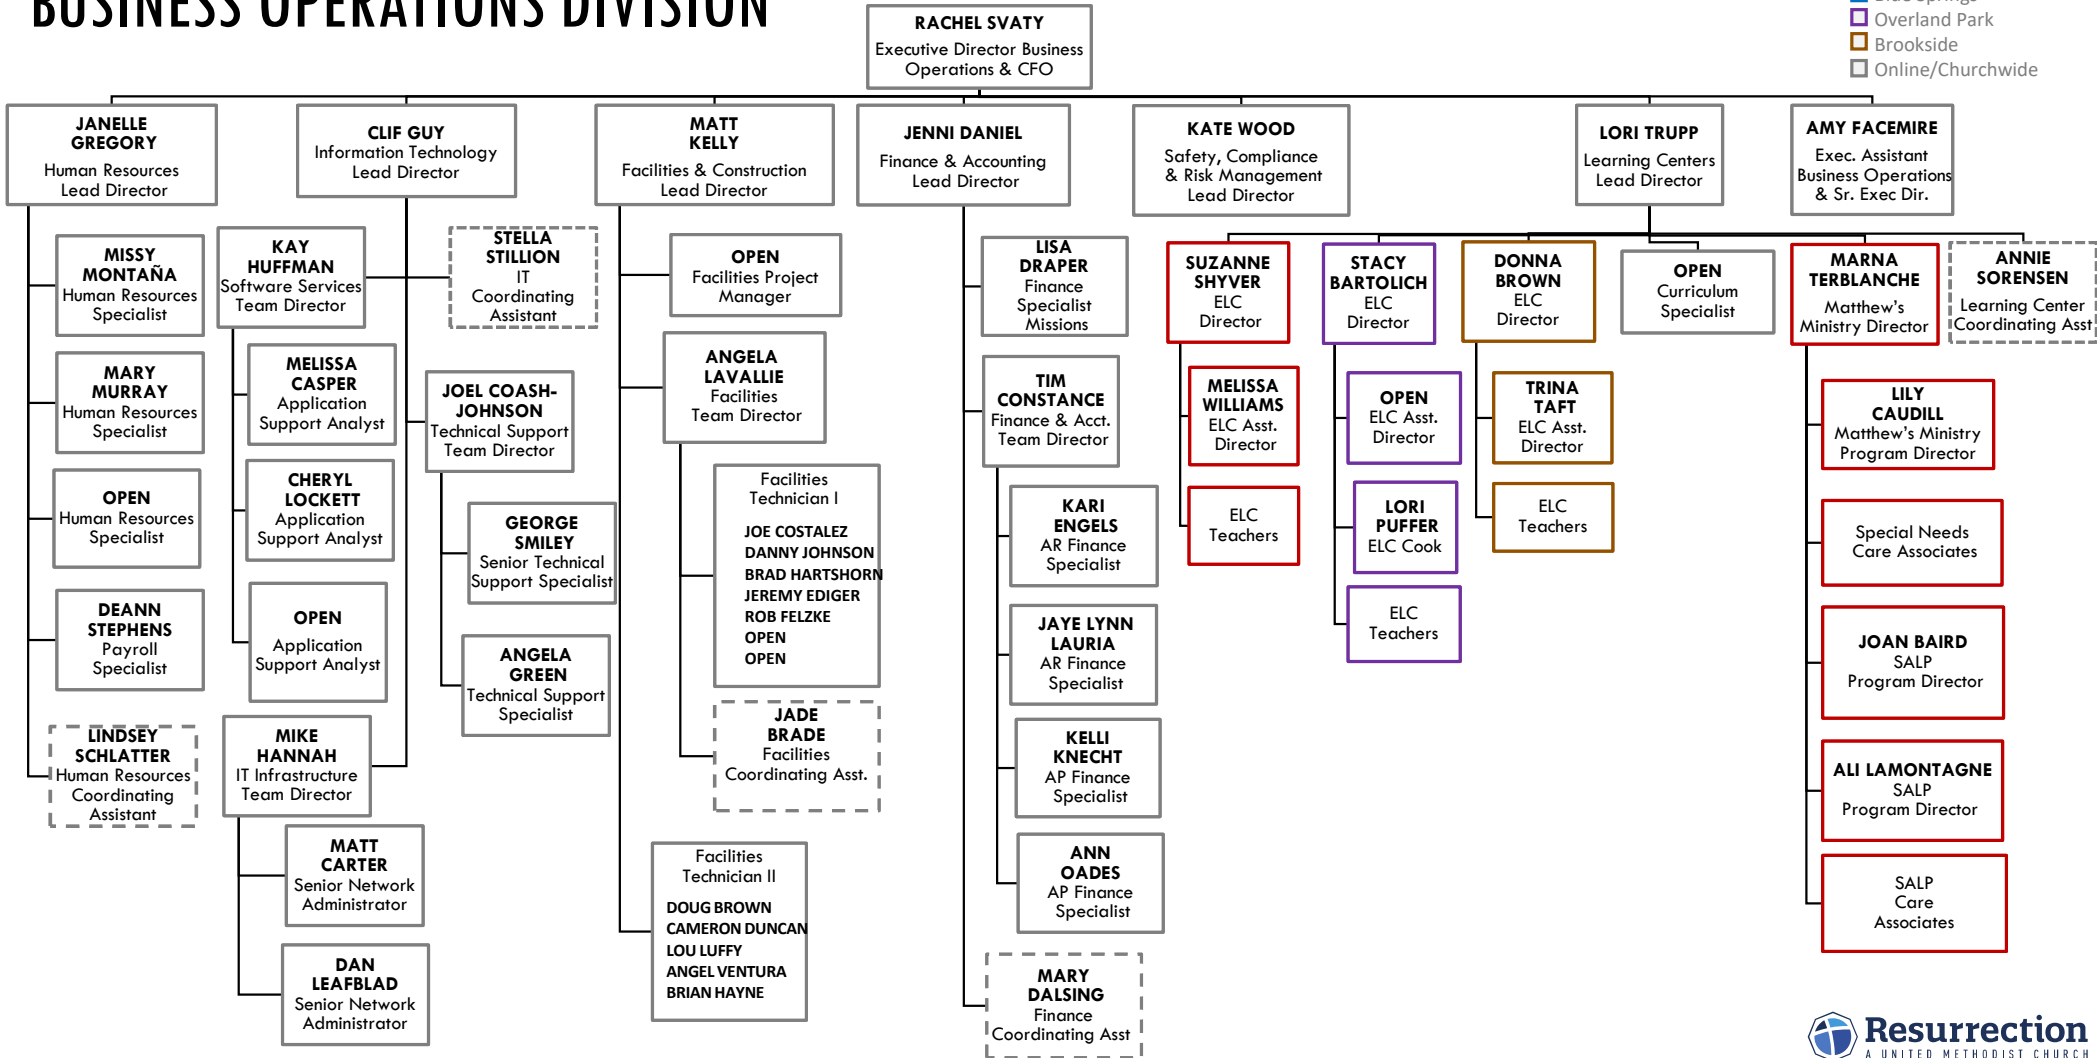 BUSINESS OPERATIONS DIVISION
Blue Springs
Overland Park
Brookside
Online/Churchwide
RACHEL SVATY
Executive Director Business
Operations & CFO
JANELLE
GREGORY
Human Resources
Lead Director
CLIF GUY
Information Technology
Lead Director
MATT
KELLY
Facilities & Construction
Lead Director
JENNI DANIEL
Finance & Accounting
Lead Director
KATE WOOD
Safety, Compliance
& Risk Management
Lead Director
LORI TRUPP
Learning Centers
Lead Director
AMY FACEMIRE
Exec. Assistant
Business Operations
& Sr. Exec Dir.
MISSY
MONTAÑA
Human Resources
Specialist
MARY
MURRAY
Human Resources
Specialist
OPEN
Human Resources
Specialist
DEANN
STEPHENS
Payroll
Specialist
LINDSEY
SCHLATTER
Human Resources
Coordinating
Assistant
KAY
HUFFMAN
Software Services
Team Director
MELISSA
CASPER
Application
Support Analyst
CHERYL
LOCKETT
Application
Support Analyst
OPEN
Application
Support Analyst
MIKE
HANNAH
IT Infrastructure
Team Director
MATT
CARTER
Senior Network
Administrator
DAN
LEAFBLAD
Senior Network
Administrator
STELLA
STILLION
IT
Coordinating
Assistant
JOEL COASH-
JOHNSON
Technical Support
Team Director
GEORGE
SMILEY
Senior Technical
Support Specialist
ANGELA
GREEN
Technical Support
Specialist
OPEN
Facilities Project
Manager
ANGELA
LAVALLIE
Facilities
Team Director
Facilities
Technician I
JOE COSTALEZ
DANNY JOHNSON
BRAD HARTSHORN
JEREMY EDIGER
ROB FELZKE
OPEN
OPEN
JADE
BRADE
Facilities
Coordinating Asst.
Facilities
Technician II
DOUG BROWN
CAMERON DUNCAN
LOU LUFFY
ANGEL VENTURA
BRIAN HAYNE
LISA
DRAPER
Finance
Specialist
Missions
TIM
CONSTANCE
Finance & Acct.
Team Director
KARI
ENGELS
AR Finance
Specialist
JAYE LYNN
LAURIA
AR Finance
Specialist
KELLI
KNECHT
AP Finance
Specialist
ANN
OADES
AP Finance
Specialist
MARY
DALSING
Finance
Coordinating Asst
SUZANNE
SHYVER
ELC
Director
MELISSA
WILLIAMS
ELC Asst.
Director
ELC
Teachers
STACY
BARTOLICH
ELC
Director
OPEN
ELC Asst.
Director
LORI
PUFFER
ELC Cook
ELC
Teachers
DONNA
BROWN
ELC
Director
TRINA
TAFT
ELC Asst.
Director
ELC
Teachers
OPEN
Curriculum
Specialist
MARNA
TERBLANCHE
Matthew's
Ministry Director
LILY
CAUDILL
Matthew's Ministry
Program Director
Special Needs
Care Associates
JOAN BAIRD
SALP
Program Director
ALI LAMONTAGNE
SALP
Program Director
SALP
Care
Associates
ANNIE
SORENSEN
Learning Center
Coordinating Asst
Resurrection
A UNITED METHODIST CHURCH